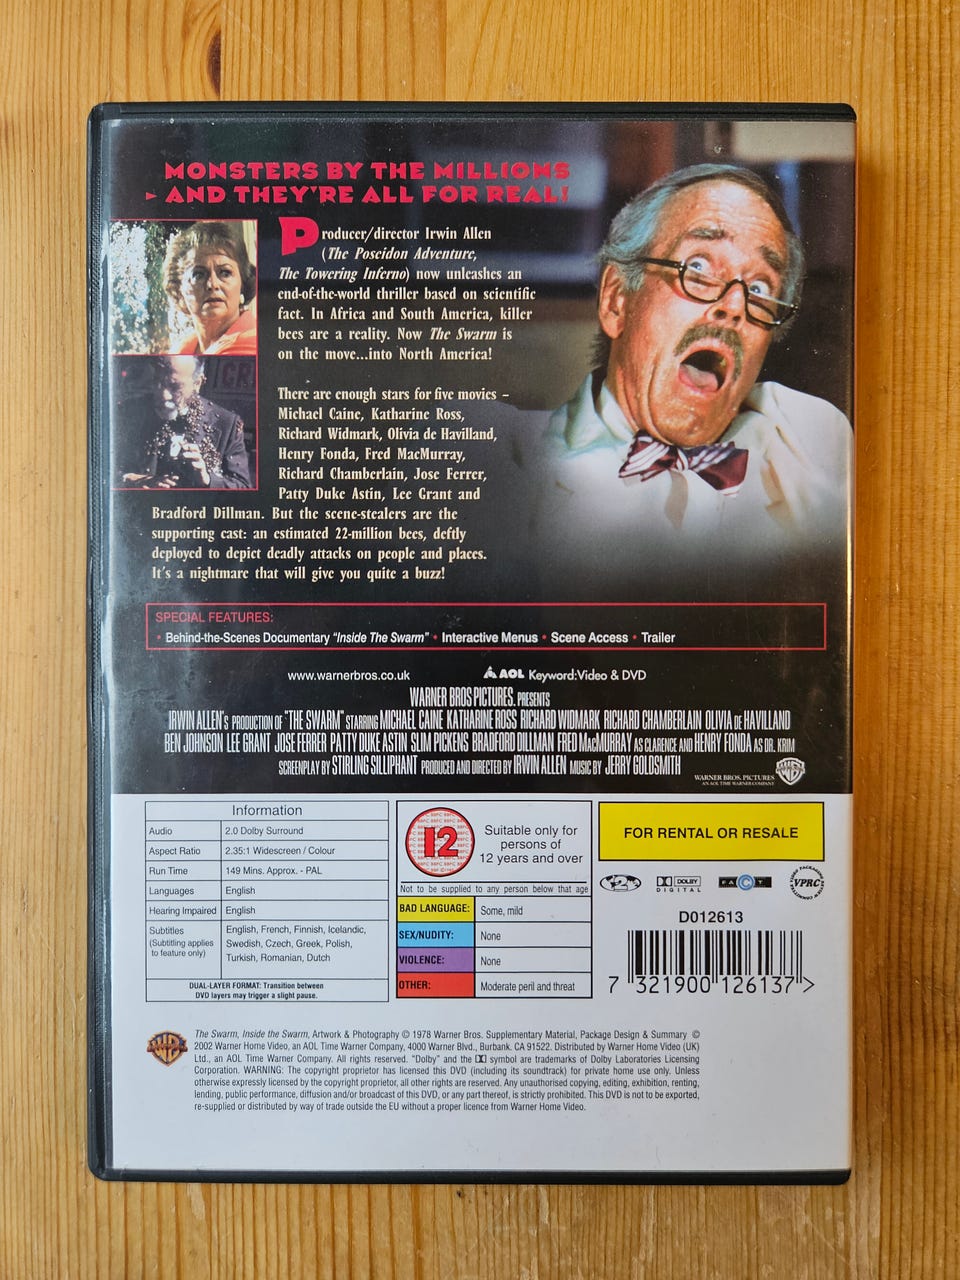 MONSTERS BY THE MILLIONS
AND THEY'RE ALL FOR REAL!
Producer/director Irwin Allen
(The Poseidon Adventure,
The Towering Inferno) now unleashes an
end-of-the-world thriller based on scientific
fact. In Africa and South America, killer
bees are a reality. Now The Swarm is
on the move...into North America!
There are enough stars for five movies –
Michael Caine, Katharine Ross,
Richard Widmark, Olivia de Havilland,
Henry Fonda, Fred MacMurray,
Richard Chamberlain, Jose Ferrer,
Patty Duke Astin, Lee Grant and
Bradford Dillman. But the scene-stealers are the
supporting cast: an estimated 22-million bees, deftly
deployed to depict deadly attacks on people and places.
It's a nightmare that will give you quite a buzz!
SPECIAL FEATURES:
• Behind-the-Scenes Documentary "Inside The Swarm" • Interactive Menus • Scene Access • Trailer
www.warnerbros.co.uk AOL Keyword:Video & DVD
WARNER BROS PICTURES. PRESENTS
IRWIN ALLEN'S PRODUCTION OF "THE SWARM" STARRING MICHAEL CAINE KATHARINE ROSS RICHARD WIDMARK RICHARD CHAMBERLAIN OLIVIA DE HAVILLAND
BEN JOHNSON LEE GRANT JOSE FERRER PATTY DUKE ASTIN SLIM PICKENS BRADFORD DILLMAN FRED MACMURRAY AS CLARENCE AND HENRY FONDA AS DR. KRIM
SCREENPLAY BY STIRLING SILLIPHANT PRODUCED AND DIRECTED BY IRWIN ALLEN MUSIC BY JERRY GOLDSMITH
WARNER BROS. PICTURES
AN AOL TIME WARNER COMPANY
Information
Audio 2.0 Dolby Surround
Aspect Ratio 2.35:1 Widescreen / Colour
Run Time 149 Mins. Approx. - PAL
Languages English
Hearing Impaired English
Subtitles (Subtitling applies to feature only) English, French, Finnish, Icelandic,
Swedish, Czech, Greek, Polish,
Turkish, Romanian, Dutch
DUAL-LAYER FORMAT: Transition between
DVD layers may trigger a slight pause.
12
Suitable only for
persons of
12 years and over
Not to be supplied to any person below that age
BAD LANGUAGE: Some, mild
SEX/NUDITY: None
VIOLENCE: None
OTHER: Moderate peril and threat
FOR RENTAL OR RESALE
2 DOLBY DIGITAL FACT VPRC
D012613
7 321900 126137 >
WB
The Swarm, Inside the Swarm, Artwork & Photography © 1978 Warner Bros. Supplementary Material, Package Design & Summary ©
2002 Warner Home Video, an AOL Time Warner Company, 4000 Warner Blvd., Burbank. CA 91522. Distributed by Warner Home Video (UK)
Ltd., an AOL Time Warner Company. All rights reserved. "Dolby" and the symbol are trademarks of Dolby Laboratories Licensing
Corporation. WARNING: The copyright proprietor has licensed this DVD (including its soundtrack) for private home use only. Unless
otherwise expressly licensed by the copyright proprietor, all other rights are reserved. Any unauthorised copying, editing, exhibition, renting,
lending, public performance, diffusion and/or broadcast of this DVD, or any part thereof, is strictly prohibited. This DVD is not to be exported,
re-supplied or distributed by way of trade outside the EU without a proper licence from Warner Home Video.